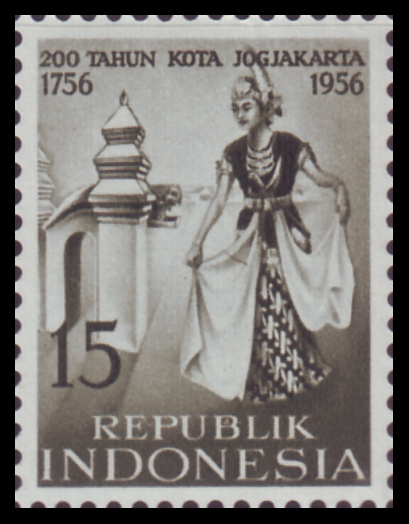 200 TAHUN KOTA JOGJAKARTA
1756 1956
15
REPUBLIK
INDONESIA